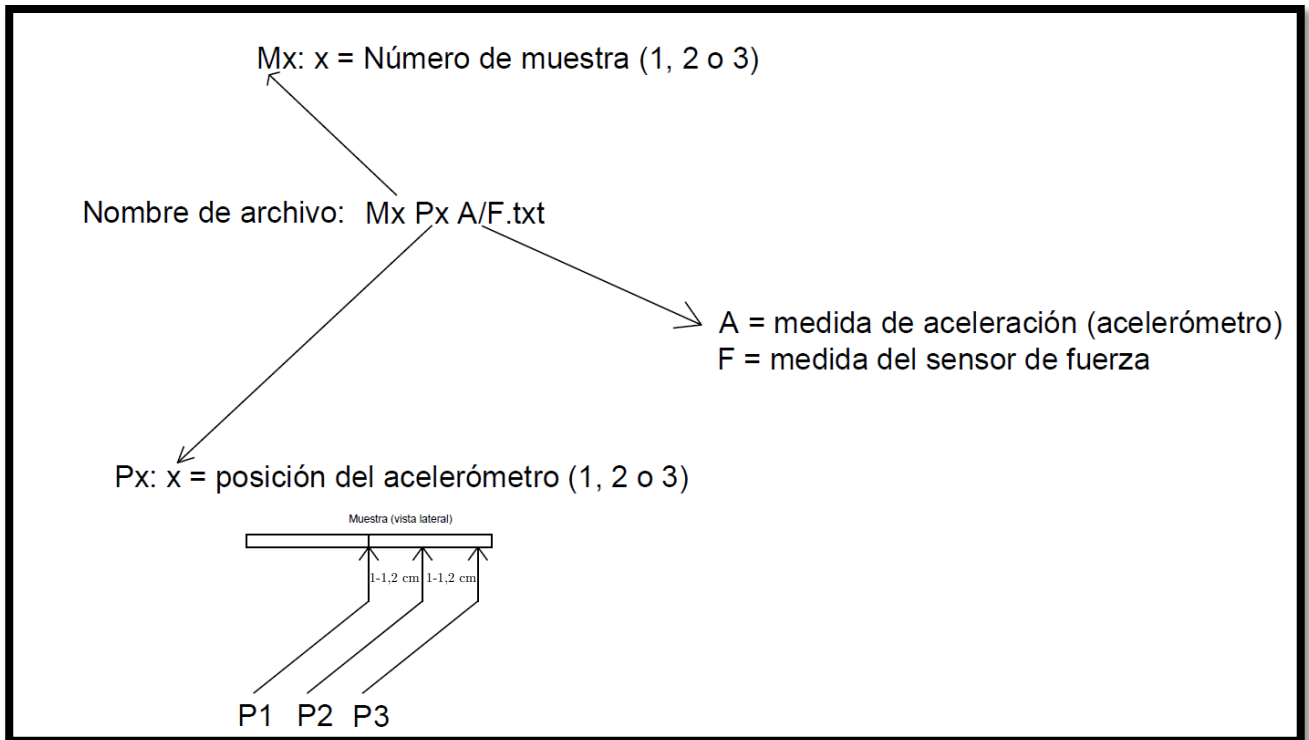 Mx: x = Número de muestra (1, 2 o 3)
Nombre de archivo: Mx Px A/F.txt
A = medida de aceleración (acelerómetro)
F = medida del sensor de fuerza
Px: x = posición del acelerómetro (1, 2 o 3)
Muestra (vista lateral)
1-1,2 cm 1-1,2 cm
P1 P2 P3